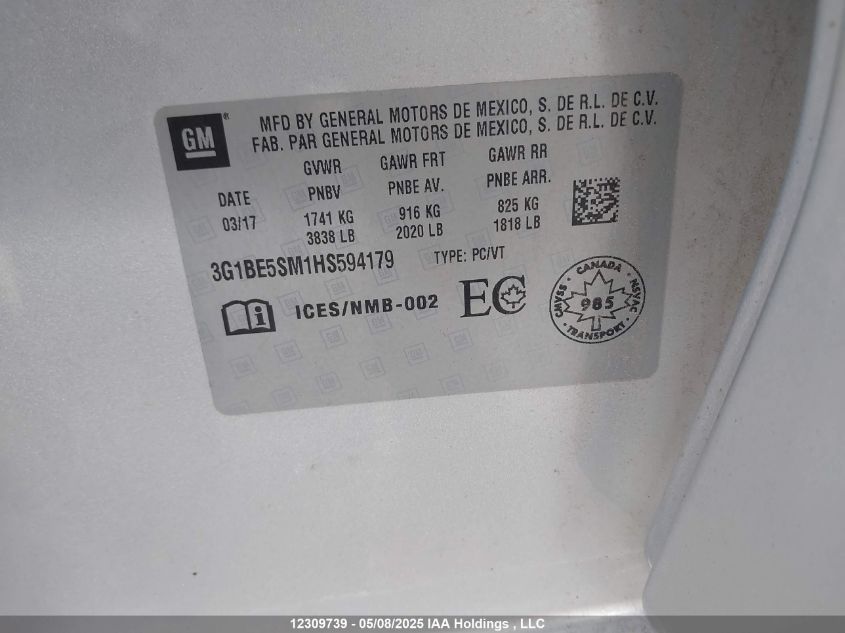 GM
MFD BY GENERAL MOTORS DE MEXICO, S. DE R.L. DE C.V.
FAB. PAR GENERAL MOTORS DE MEXICO, S. DE R.L. DE C.V.
GVWR GAWR FRT GAWR RR
DATE PNBV PNBE AV. PNBE ARR.
03/17 1741 KG 916 KG 825 KG
3838 LB 2020 LB 1818 LB
3G1BE5SM1HS594179 TYPE: PC/VT
ICES/NMB-002 EC
CANADA
CMVSS 985 NSVAC
TRANSPORT
12309739 - 05/08/2025 IAA Holdings , LLC